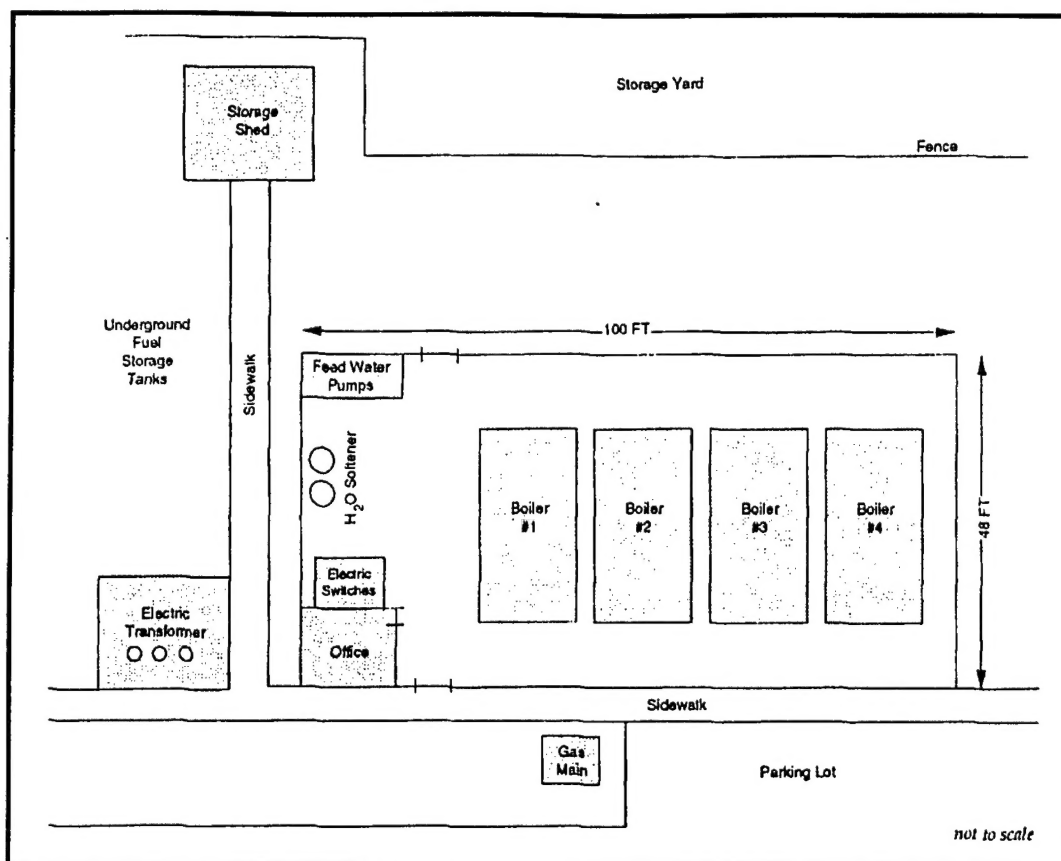 Storage Yard
Storage
Shed
Fence
100 FT
Underground
Fuel
Storage
Tanks
Sidewalk
Feed Water
Pumps
H₂O Softener
Boiler
#1
Boiler
#2
Boiler
#3
Boiler
#4
48 FT
Electric
Switches
Electric
Transformer
Office
Sidewalk
Gas
Main
Parking Lot
not to scale